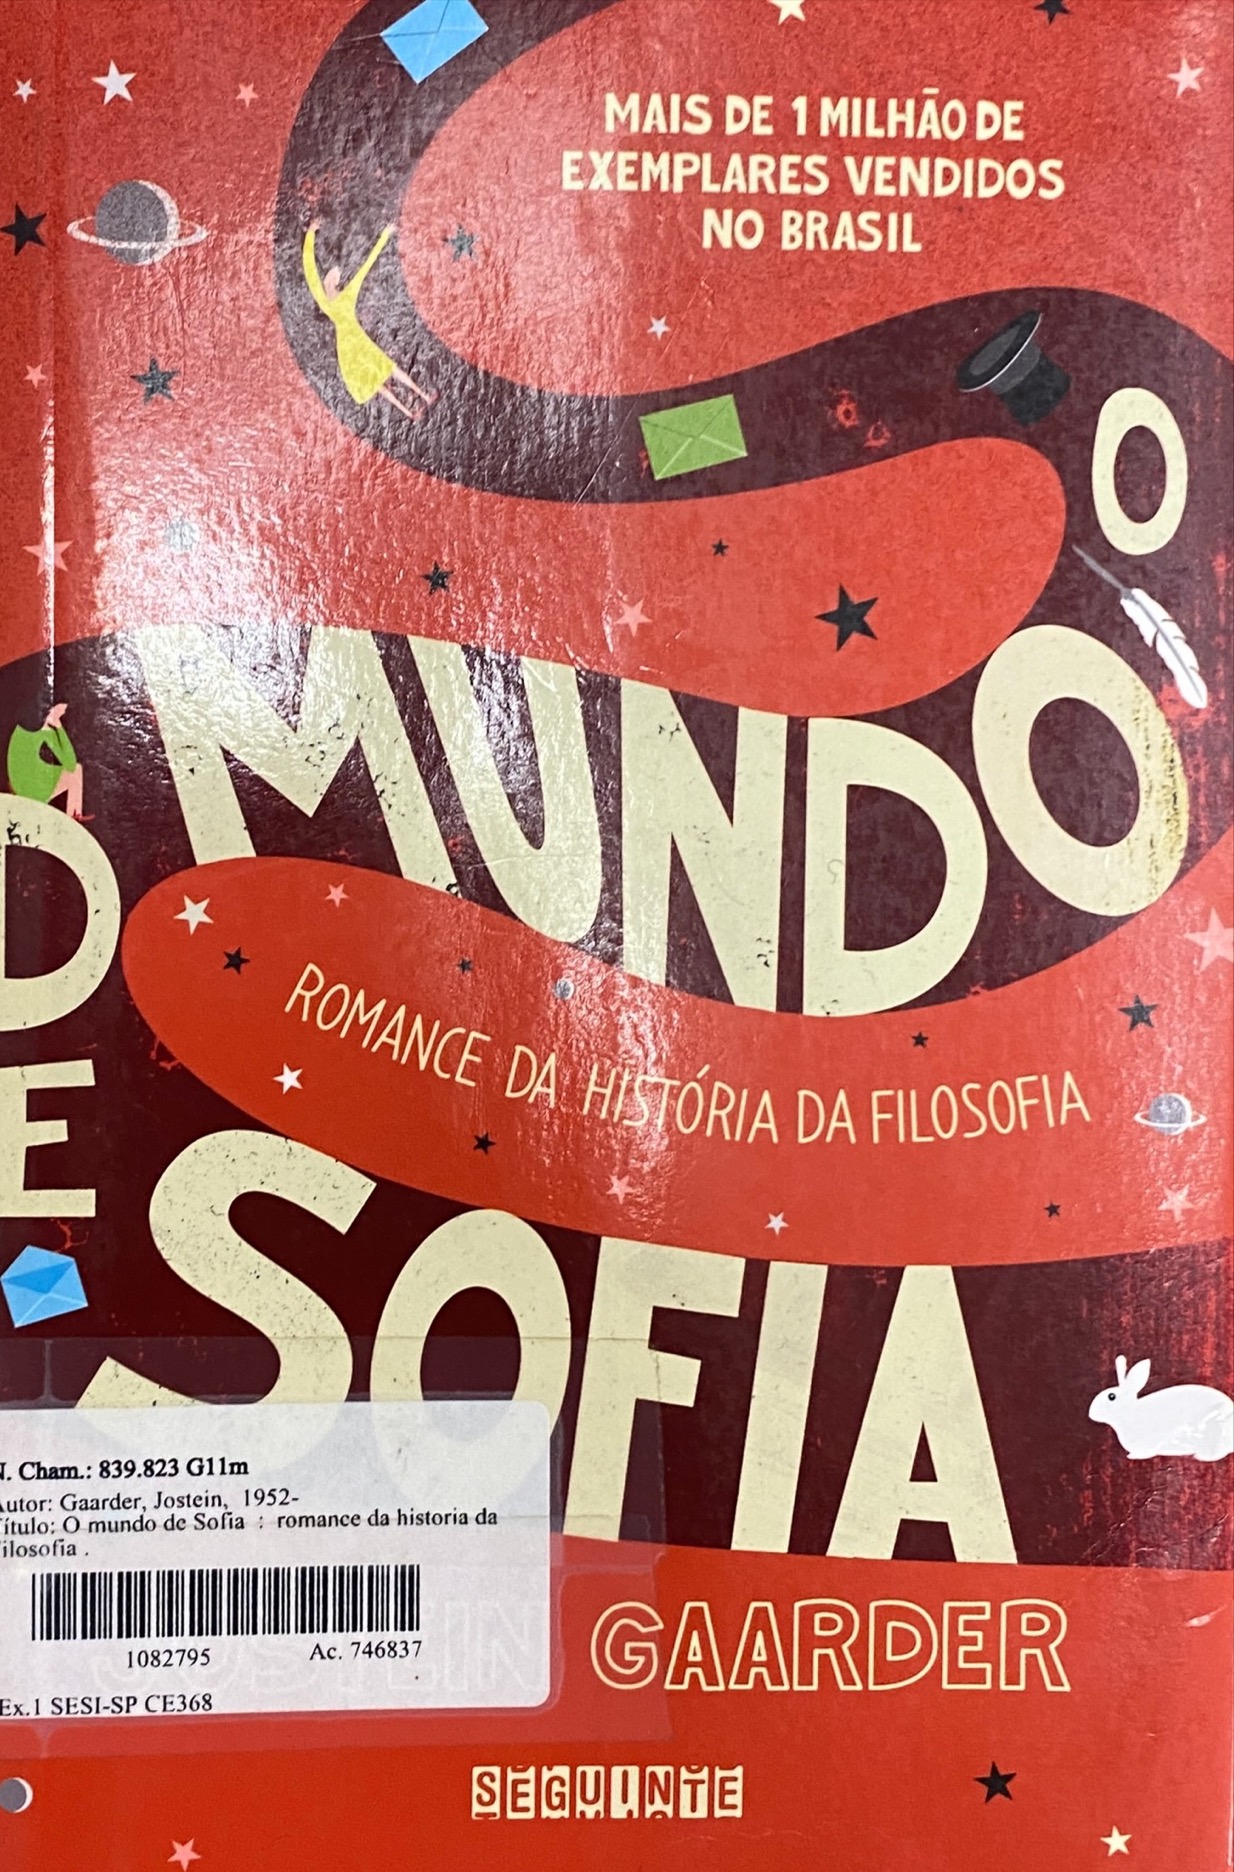 MAIS DE 1 MILHÃO DE
EXEMPLARES VENDIDOS
NO BRASIL
O
MUNDO
D
E
ROMANCE DA HISTÓRIA DA FILOSOFIA
SOFIA
N. Cham.: 839.823 G11m
Autor: Gaarder, Jostein, 1952-
Título: O mundo de Sofia : romance da historia da
filosofia .
1082795 Ac. 746837
Ex.1 SESI-SP CE368
JOSTEIN GAARDER
SEGUINTE